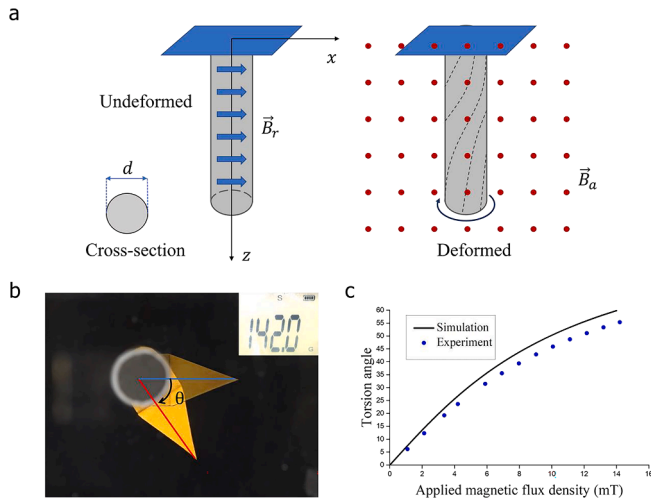 a
x
Undeformed
B⃗r
d
Cross-section
z
B⃗a
Deformed
b
S
142.0
G
θ
c
Simulation
Experiment
Torsion angle
60
55
50
45
40
35
30
25
20
15
10
5
0
0 2 4 6 8 10 12 14 16
Applied magnetic flux density (mT)